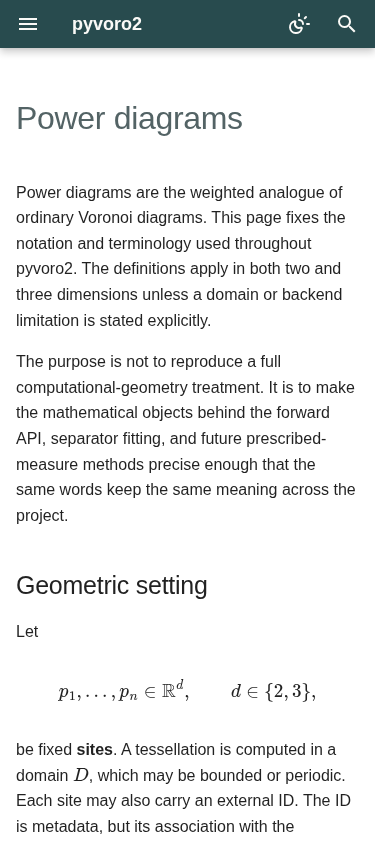 pyvoro2
Power diagrams
Power diagrams are the weighted analogue of
ordinary Voronoi diagrams. This page fixes the
notation and terminology used throughout
pyvoro2. The definitions apply in both two and
three dimensions unless a domain or backend
limitation is stated explicitly.
The purpose is not to reproduce a full
computational-geometry treatment. It is to make
the mathematical objects behind the forward
API, separator fitting, and future prescribed-
measure methods precise enough that the
same words keep the same meaning across the
project.
Geometric setting
Let
p₁, …, pₙ ∈ ℝᵈ, d ∈ {2, 3},
be fixed sites. A tessellation is computed in a
domain D, which may be bounded or periodic.
Each site may also carry an external ID. The ID
is metadata, but its association with the